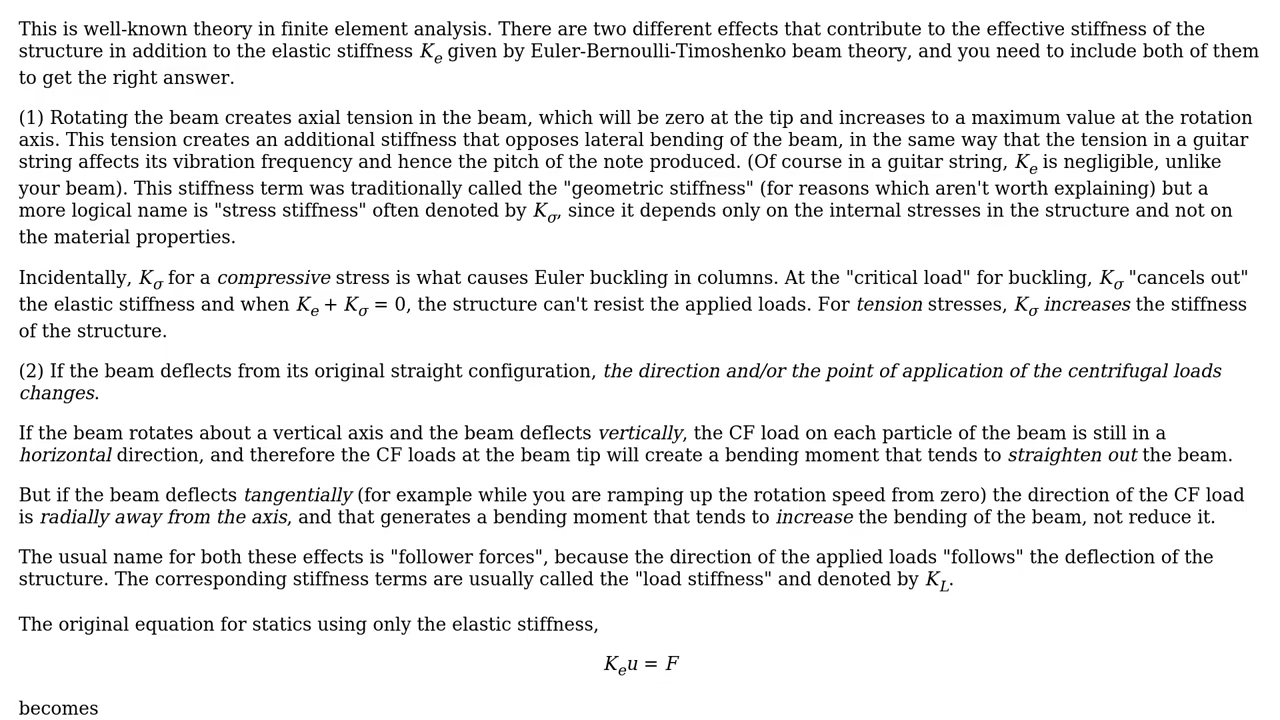 This is well-known theory in finite element analysis. There are two different effects that contribute to the effective stiffness of the
structure in addition to the elastic stiffness Kₑ given by Euler-Bernoulli-Timoshenko beam theory, and you need to include both of them
to get the right answer.
(1) Rotating the beam creates axial tension in the beam, which will be zero at the tip and increases to a maximum value at the rotation
axis. This tension creates an additional stiffness that opposes lateral bending of the beam, in the same way that the tension in a guitar
string affects its vibration frequency and hence the pitch of the note produced. (Of course in a guitar string, Kₑ is negligible, unlike
your beam). This stiffness term was traditionally called the "geometric stiffness" (for reasons which aren't worth explaining) but a
more logical name is "stress stiffness" often denoted by K_σ, since it depends only on the internal stresses in the structure and not on
the material properties.
Incidentally, K_σ for a compressive stress is what causes Euler buckling in columns. At the "critical load" for buckling, K_σ "cancels out"
the elastic stiffness and when Kₑ + K_σ = 0, the structure can't resist the applied loads. For tension stresses, K_σ increases the stiffness
of the structure.
(2) If the beam deflects from its original straight configuration, the direction and/or the point of application of the centrifugal loads
changes.
If the beam rotates about a vertical axis and the beam deflects vertically, the CF load on each particle of the beam is still in a
horizontal direction, and therefore the CF loads at the beam tip will create a bending moment that tends to straighten out the beam.
But if the beam deflects tangentially (for example while you are ramping up the rotation speed from zero) the direction of the CF load
is radially away from the axis, and that generates a bending moment that tends to increase the bending of the beam, not reduce it.
The usual name for both these effects is "follower forces", because the direction of the applied loads "follows" the deflection of the
structure. The corresponding stiffness terms are usually called the "load stiffness" and denoted by K_L.
The original equation for statics using only the elastic stiffness,
Kₑu = F
becomes